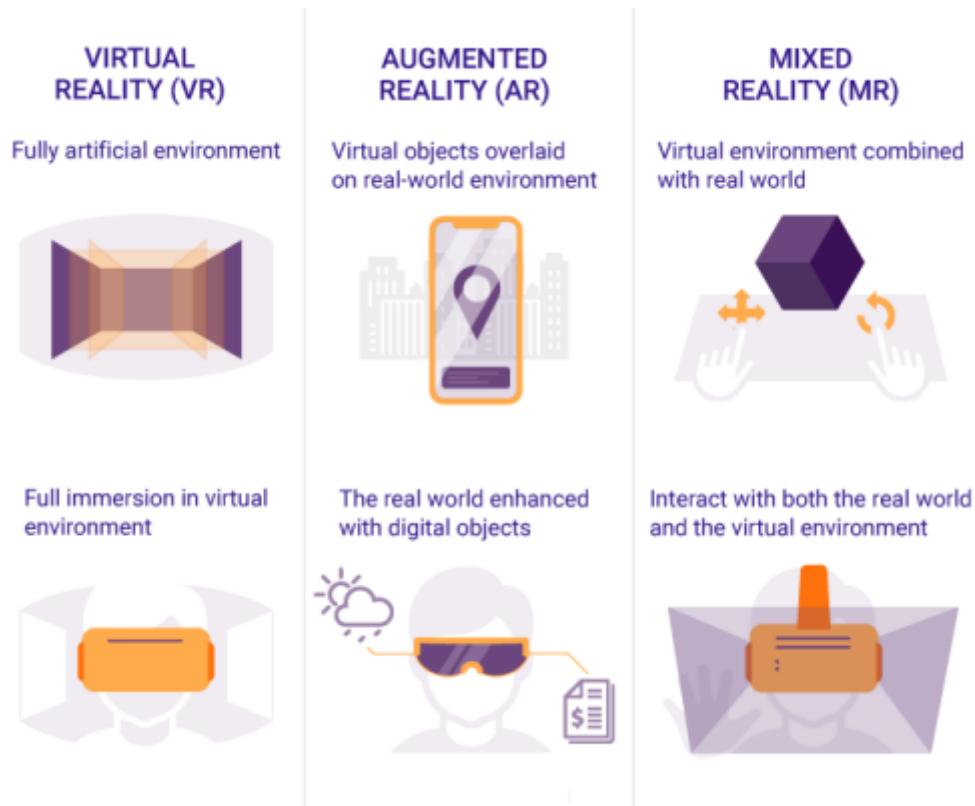 VIRTUAL
REALITY (VR)
Fully artificial environment
Full immersion in virtual
environment
AUGMENTED
REALITY (AR)
Virtual objects overlaid
on real-world environment
The real world enhanced
with digital objects
$
MIXED
REALITY (MR)
Virtual environment combined
with real world
Interact with both the real world
and the virtual environment